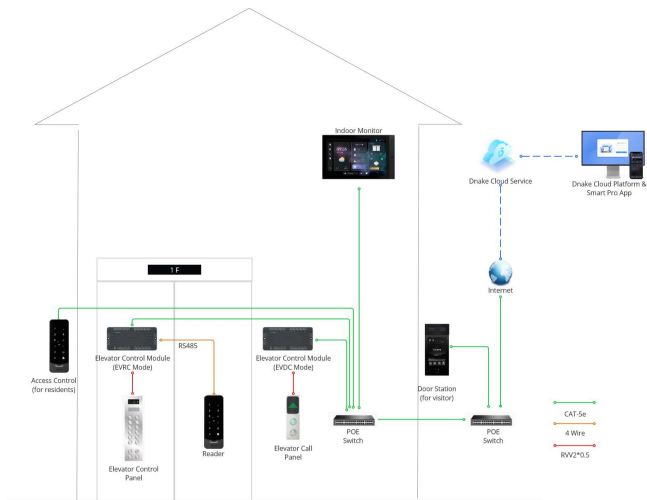 Indoor Monitor
Dnake Cloud Service
Dnake Cloud Platform &
Smart Pro App
Internet
1 F
RS485
Elevator Control Module
(EVRC Mode)
Elevator Control Module
(EVDC Mode)
Access Control
(for residents)
Door Station
(for visitor)
Elevator Control
Panel
Reader
Elevator Call
Panel
POE
Switch
POE
Switch
CAT-5e
4 Wire
RVV2*0.5